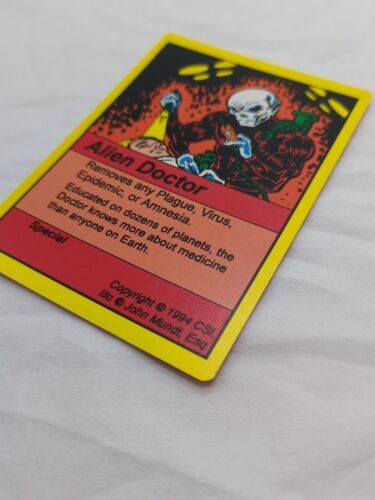 Alien Doctor
Removes any Plague, Virus,
Epidemic, or Amnesia.
Educated on dozens of planets, the
Doctor knows more about medicine
than anyone on Earth.
Special
Copyright © 1994 CSI.
Illo © John Mundt, Esq.